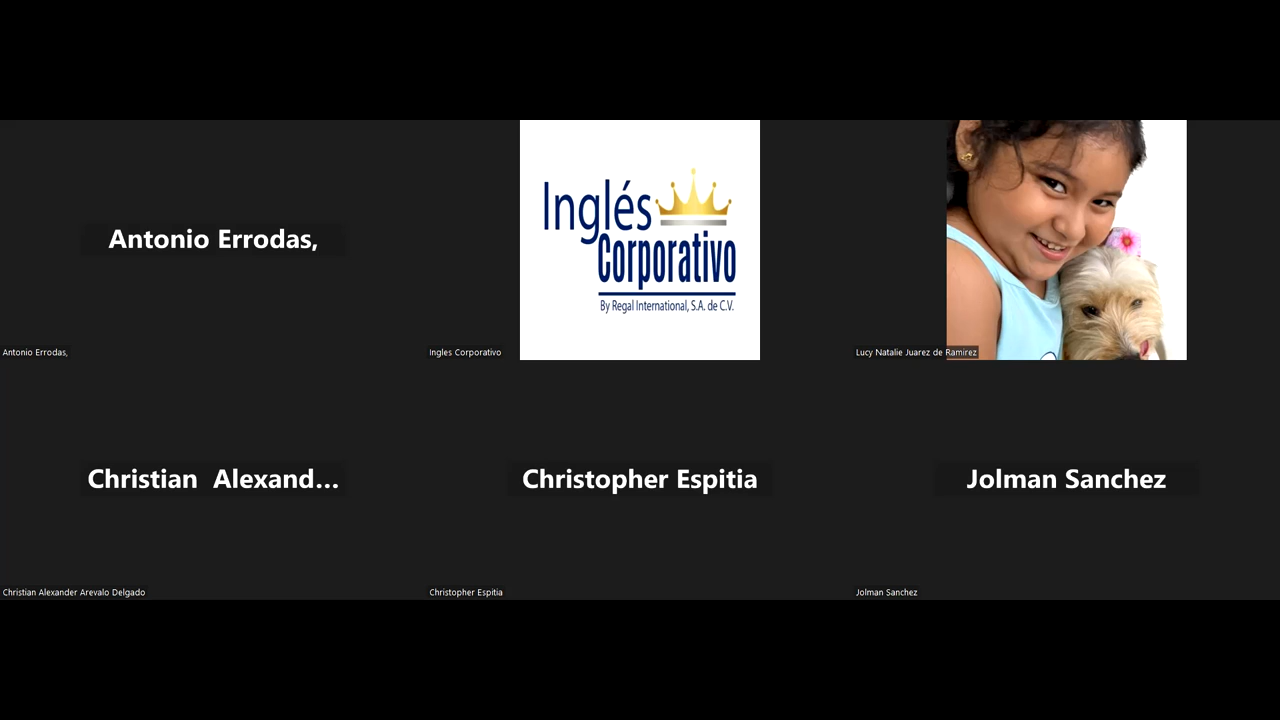 Antonio Errodas,
Antonio Errodas,
Inglés
Corporativo
By Regal International, S.A. de C.V.
Ingles Corporativo
Lucy Natalie Juarez de Ramirez
Christian  Alexand...
Christian Alexander Arevalo Delgado
Christopher Espitia
Christopher Espitia
Jolman Sanchez
Jolman Sanchez